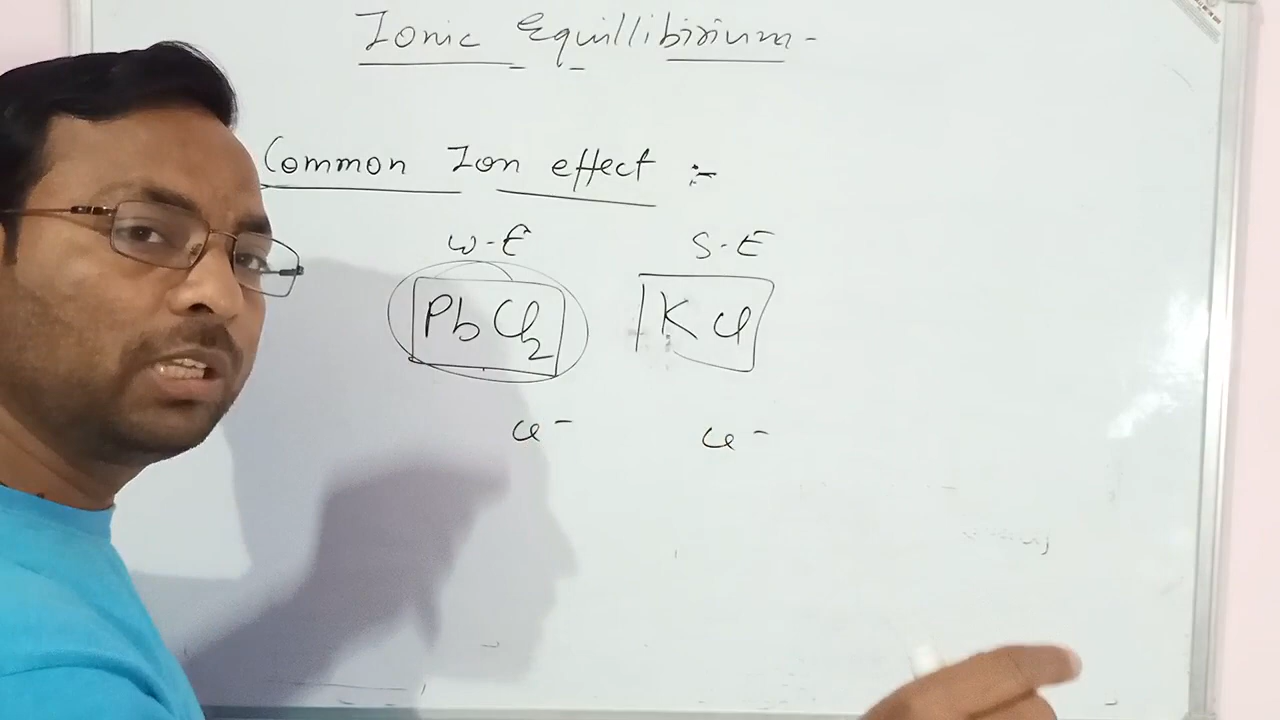 Ionic Equillibirium -
Common Ion effect :-
W-E S-E
PbCl2 KCl
Cl - Cl -